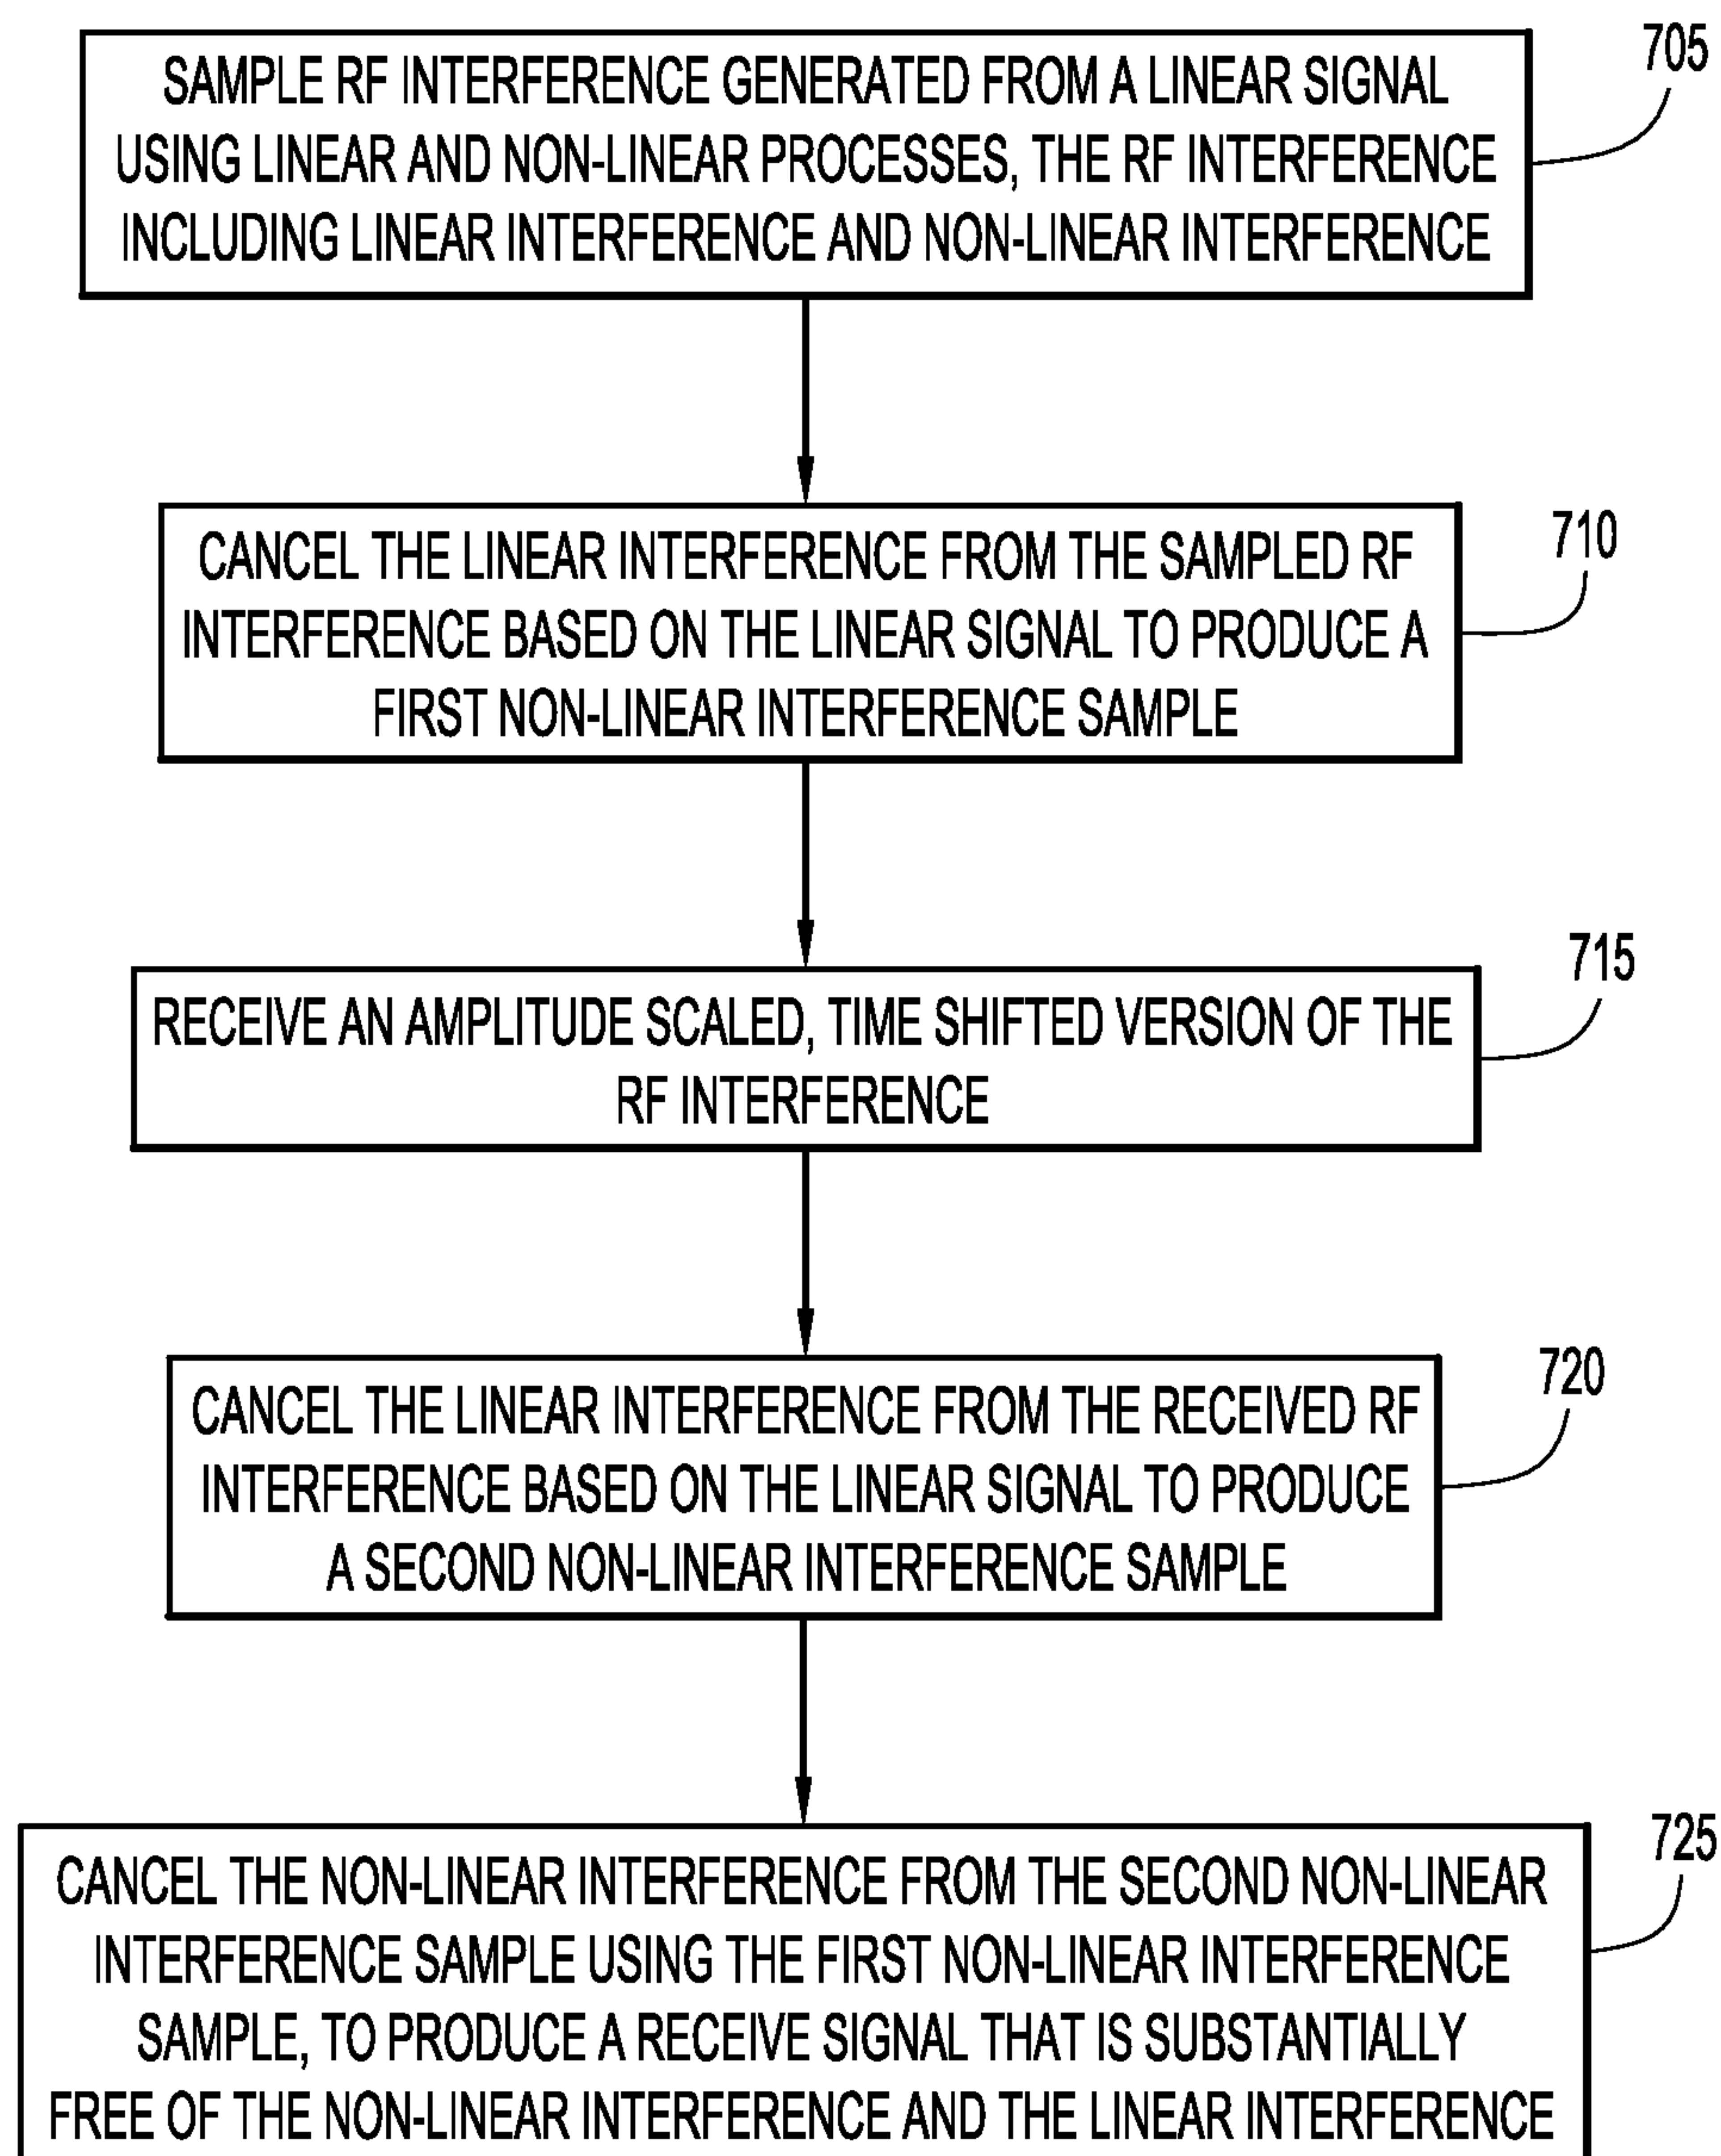 705
SAMPLE RF INTERFERENCE GENERATED FROM A LINEAR SIGNAL
USING LINEAR AND NON-LINEAR PROCESSES, THE RF INTERFERENCE
INCLUDING LINEAR INTERFERENCE AND NON-LINEAR INTERFERENCE
710
CANCEL THE LINEAR INTERFERENCE FROM THE SAMPLED RF
INTERFERENCE BASED ON THE LINEAR SIGNAL TO PRODUCE A
FIRST NON-LINEAR INTERFERENCE SAMPLE
715
RECEIVE AN AMPLITUDE SCALED, TIME SHIFTED VERSION OF THE
RF INTERFERENCE
720
CANCEL THE LINEAR INTERFERENCE FROM THE RECEIVED RF
INTERFERENCE BASED ON THE LINEAR SIGNAL TO PRODUCE
A SECOND NON-LINEAR INTERFERENCE SAMPLE
725
CANCEL THE NON-LINEAR INTERFERENCE FROM THE SECOND NON-LINEAR
INTERFERENCE SAMPLE USING THE FIRST NON-LINEAR INTERFERENCE
SAMPLE, TO PRODUCE A RECEIVE SIGNAL THAT IS SUBSTANTIALLY
FREE OF THE NON-LINEAR INTERFERENCE AND THE LINEAR INTERFERENCE